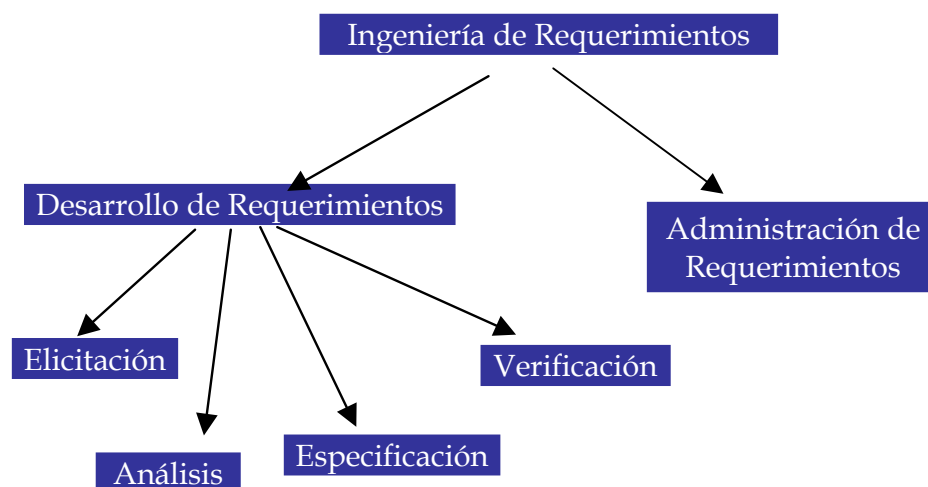 Ingeniería de Requerimientos
Desarrollo de Requerimientos
Administración de
Requerimientos
Elicitación
Verificación
Análisis
Especificación